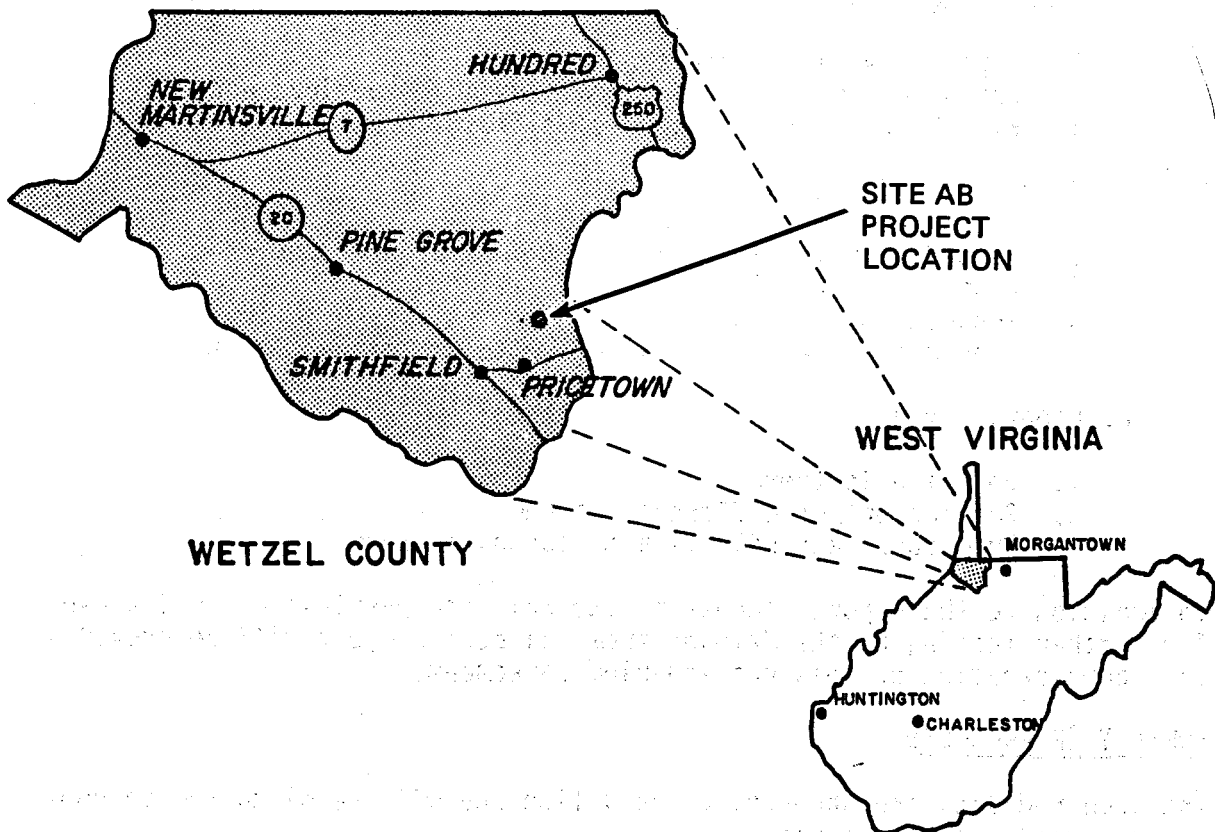 HUNDRED
NEW
MARTINSVILLE
7
250
20
PINE GROVE
SITE AB
PROJECT
LOCATION
SMITHFIELD
PRICETOWN
WEST VIRGINIA
WETZEL COUNTY
MORGANTOWN
HUNTINGTON
CHARLESTON